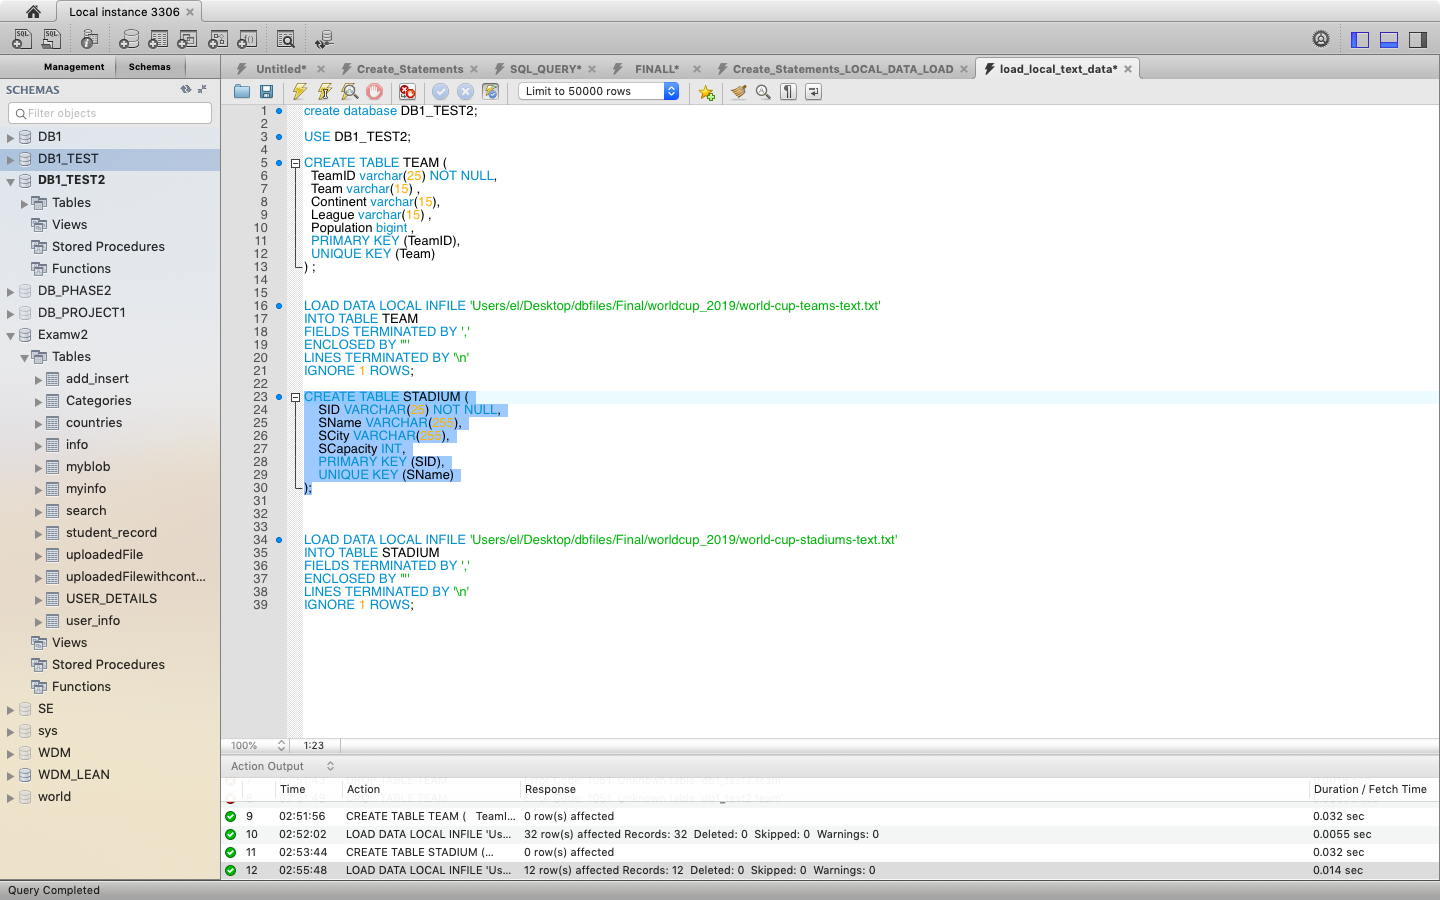 Local instance 3306
Management Schemas
Untitled* Create_Statements SQL_QUERY* FINALL* Create_Statements_LOCAL_DATA_LOAD load_local_text_data*
SCHEMAS
Limit to 50000 rows
Filter objects
DB1
DB1_TEST
DB1_TEST2
Tables
Views
Stored Procedures
Functions
DB_PHASE2
DB_PROJECT1
Examw2
Tables
add_insert
Categories
countries
info
myblob
myinfo
search
student_record
uploadedFile
uploadedFilewithcont...
USER_DETAILS
user_info
Views
Stored Procedures
Functions
SE
sys
WDM
WDM_LEAN
world
1 create database DB1_TEST2;
2
3 USE DB1_TEST2;
4
5 CREATE TABLE TEAM (
6 TeamID varchar(25) NOT NULL,
7 Team varchar(15) ,
8 Continent varchar(15),
9 League varchar(15) ,
10 Population bigint ,
11 PRIMARY KEY (TeamID),
12 UNIQUE KEY (Team)
13 ) ;
14
15
16 LOAD DATA LOCAL INFILE 'Users/el/Desktop/dbfiles/Final/worldcup_2019/world-cup-teams-text.txt'
17 INTO TABLE TEAM
18 FIELDS TERMINATED BY ','
19 ENCLOSED BY '"'
20 LINES TERMINATED BY '\n'
21 IGNORE 1 ROWS;
22
23 CREATE TABLE STADIUM (
24 SID VARCHAR(25) NOT NULL,
25 SName VARCHAR(255),
26 SCity VARCHAR(255),
27 SCapacity INT,
28 PRIMARY KEY (SID),
29 UNIQUE KEY (SName)
30 );
31
32
33
34 LOAD DATA LOCAL INFILE 'Users/el/Desktop/dbfiles/Final/worldcup_2019/world-cup-stadiums-text.txt'
35 INTO TABLE STADIUM
36 FIELDS TERMINATED BY ','
37 ENCLOSED BY '"'
38 LINES TERMINATED BY '\n'
39 IGNORE 1 ROWS;
100% 1:23
Action Output
Time Action Response Duration / Fetch Time
9 02:51:56 CREATE TABLE TEAM ( TeamI... 0 row(s) affected 0.032 sec
10 02:52:02 LOAD DATA LOCAL INFILE 'Us... 32 row(s) affected Records: 32 Deleted: 0 Skipped: 0 Warnings: 0 0.0055 sec
11 02:53:44 CREATE TABLE STADIUM (... 0 row(s) affected 0.032 sec
12 02:55:48 LOAD DATA LOCAL INFILE 'Us... 12 row(s) affected Records: 12 Deleted: 0 Skipped: 0 Warnings: 0 0.014 sec
Query Completed